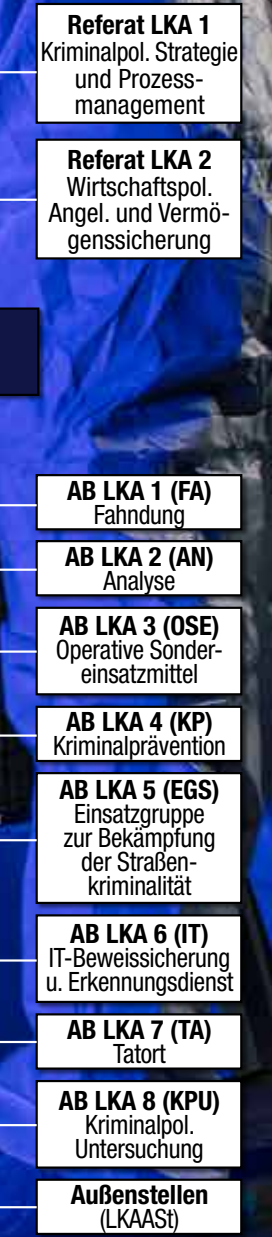 Referat LKA 1
Kriminalpol. Strategie
und Prozess-
management
Referat LKA 2
Wirtschaftspol.
Angel. und Vermö-
genssicherung
AB LKA 1 (FA)
Fahndung
AB LKA 2 (AN)
Analyse
AB LKA 3 (OSE)
Operative Sonder-
einsatzmittel
AB LKA 4 (KP)
Kriminalprävention
AB LKA 5 (EGS)
Einsatzgruppe
zur Bekämpfung
der Straßen-
kriminalität
AB LKA 6 (IT)
IT-Beweissicherung
u. Erkennungsdienst
AB LKA 7 (TA)
Tatort
AB LKA 8 (KPU)
Kriminalpol.
Untersuchung
Außenstellen
(LKAASt)